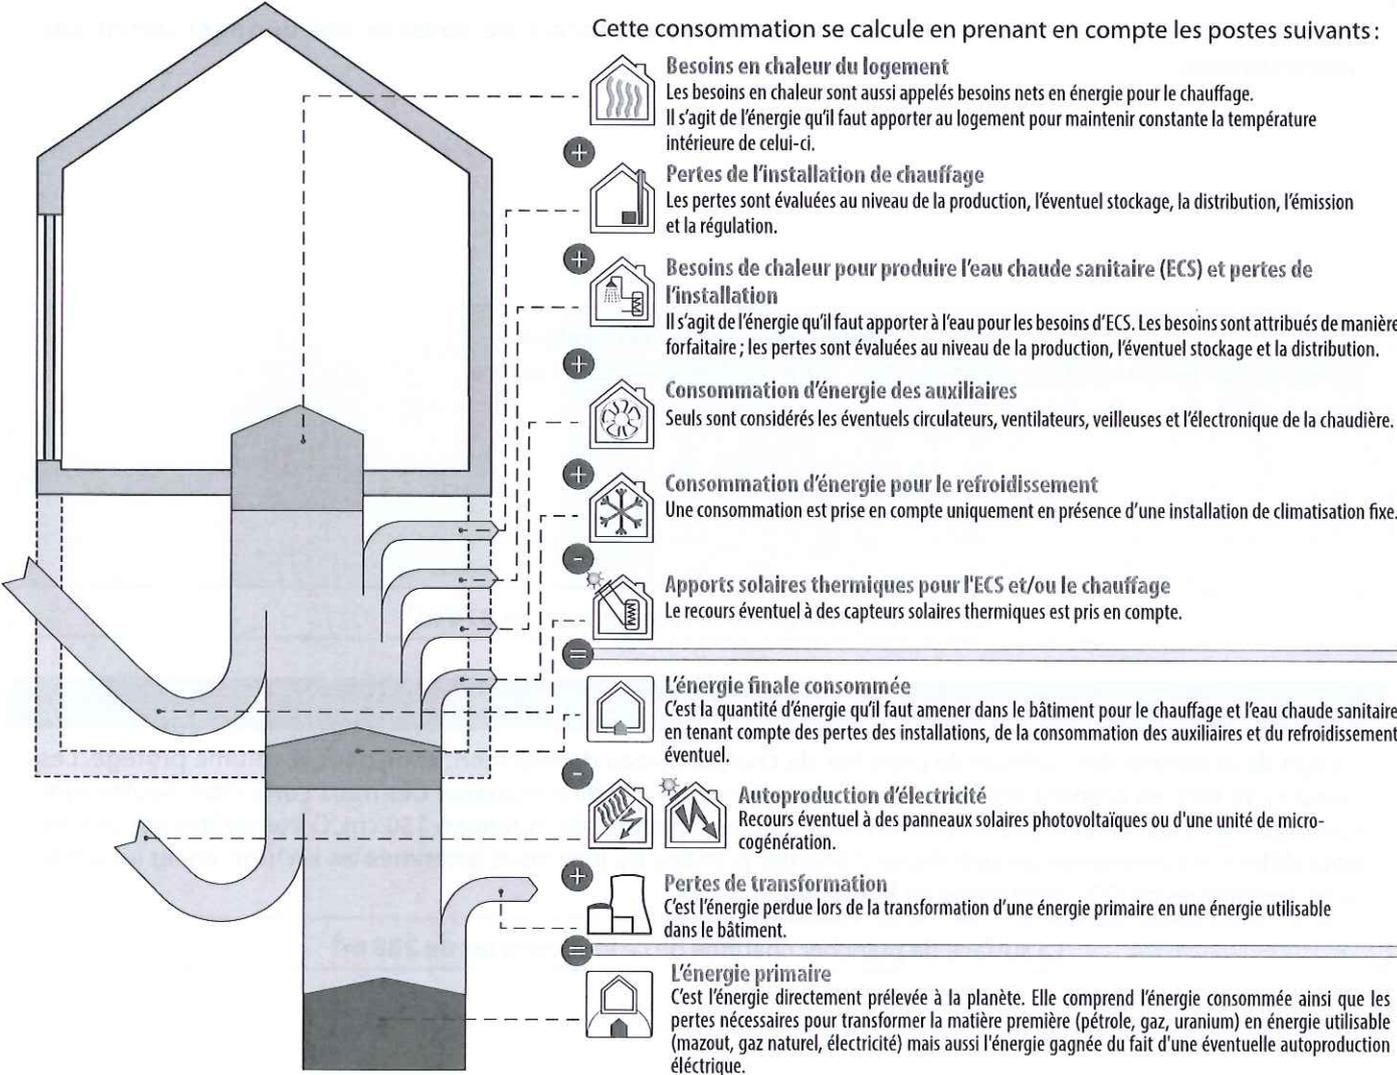 Cette consommation se calcule en prenant en compte les postes suivants :
Besoins en chaleur du logement
Les besoins en chaleur sont aussi appelés besoins nets en énergie pour le chauffage.
Il s'agit de l'énergie qu'il faut apporter au logement pour maintenir constante la température
intérieure de celui-ci.
+
Pertes de l'installation de chauffage
Les pertes sont évaluées au niveau de la production, l'éventuel stockage, la distribution, l'émission
et la régulation.
+
Besoins de chaleur pour produire l'eau chaude sanitaire (ECS) et pertes de
l'installation
Il s'agit de l'énergie qu'il faut apporter à l'eau pour les besoins d'ECS. Les besoins sont attribués de manière
forfaitaire ; les pertes sont évaluées au niveau de la production, l'éventuel stockage et la distribution.
+
Consommation d'énergie des auxiliaires
Seuls sont considérés les éventuels circulateurs, ventilateurs, veilleuses et l'électronique de la chaudière.
+
Consommation d'énergie pour le refroidissement
Une consommation est prise en compte uniquement en présence d'une installation de climatisation fixe.
-
Apports solaires thermiques pour l'ECS et/ou le chauffage
Le recours éventuel à des capteurs solaires thermiques est pris en compte.
=
L'énergie finale consommée
C'est la quantité d'énergie qu'il faut amener dans le bâtiment pour le chauffage et l'eau chaude sanitaire
en tenant compte des pertes des installations, de la consommation des auxiliaires et du refroidissement
éventuel.
-
Autoproduction d'électricité
Recours éventuel à des panneaux solaires photovoltaïques ou d'une unité de micro-
cogénération.
+
Pertes de transformation
C'est l'énergie perdue lors de la transformation d'une énergie primaire en une énergie utilisable
dans le bâtiment.
=
L'énergie primaire
C'est l'énergie directement prélevée à la planète. Elle comprend l'énergie consommée ainsi que les
pertes nécessaires pour transformer la matière première (pétrole, gaz, uranium) en énergie utilisable
(mazout, gaz naturel, électricité) mais aussi l'énergie gagnée du fait d'une éventuelle autoproduction
éléctrique.